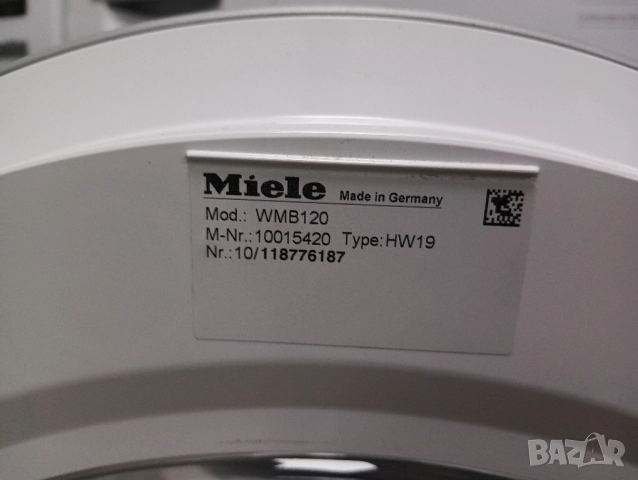 Miele Made in Germany
Mod.: WMB120
M-Nr.:10015420 Type:HW19
Nr.:10/118776187
BAZAR